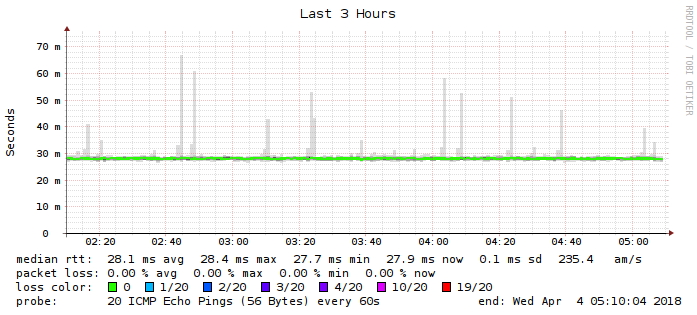 Last 3 Hours
RRDTOOL / TOBI OETIKER
Seconds
70 m
60 m
50 m
40 m
30 m
20 m
10 m
0
02:20 02:40 03:00 03:20 03:40 04:00 04:20 04:40 05:00
median rtt: 28.1 ms avg 28.4 ms max 27.7 ms min 27.9 ms now 0.1 ms sd 235.4 am/s
packet loss: 0.00 % avg 0.00 % max 0.00 % min 0.00 % now
loss color: 0 1/20 2/20 3/20 4/20 10/20 19/20
probe: 20 ICMP Echo Pings (56 Bytes) every 60s end: Wed Apr 4 05:10:04 2018